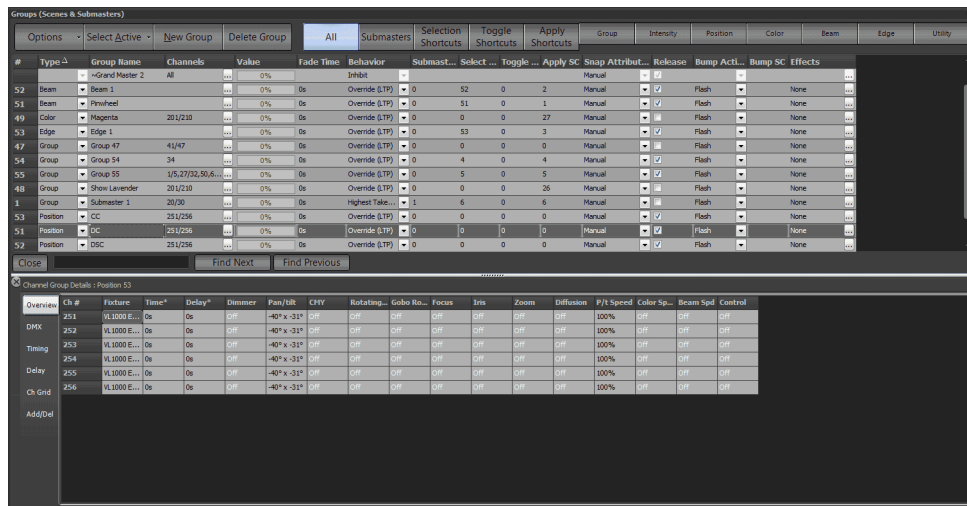 Groups (Scenes & Submasters)
Options Select Active New Group Delete Group All Submasters Selection Shortcuts Toggle Shortcuts Apply Shortcuts Group Intensity Position Color Beam Edge Utility
# Type Group Name Channels Value Fade Time Behavior Submast... Select ... Toggle ... Apply SC Snap Attribut... Release Bump Acti... Bump SC Effects
~Grand Master 2 All ... 0% Inhibit Manual ...
52 Beam Beam 1 ... 0% 0s Override (LTP) 0 52 0 2 Manual Flash None ...
51 Beam Pinwheel ... 0% 0s Override (LTP) 0 51 0 1 Manual Flash None ...
49 Color Magenta 201/210 ... 0% 0s Override (LTP) 0 0 0 27 Manual Flash None ...
53 Edge Edge 1 ... 0% 0s Override (LTP) 0 53 0 3 Manual Flash None ...
47 Group Group 47 41/47 ... 0% 0s Override (LTP) 0 0 0 0 Manual Flash None ...
54 Group Group 54 34 ... 0% 0s Override (LTP) 0 4 0 4 Manual Flash None ...
55 Group Group 55 1/5,27/32,50,6... ... 0% 0s Override (LTP) 0 5 0 5 Manual Flash None ...
48 Group Show Lavender 201/210 ... 0% 0s Override (LTP) 0 0 0 26 Manual Flash None ...
1 Group Submaster 1 20/30 ... 0% 0s Highest Take... 1 6 0 6 Manual Flash None ...
53 Position CC 251/256 ... 0% 0s Override (LTP) 0 0 0 0 Manual Flash None ...
51 Position DC 251/256 ... 0% 0s Override (LTP) 0 0 0 0 Manual Flash None ...
52 Position DSC 251/256 ... 0% 0s Override (LTP) 0 0 0 0 Manual Flash None ...
Close Find Next Find Previous
Channel Group Details : Position 53
Overview Ch # Fixture Time* Delay* Dimmer Pan/tilt CMY Rotating... Gobo Ro... Focus Iris Zoom Diffusion P/t Speed Color Sp... Beam Spd Control
251 VL1000 E... 0s 0s Off -40° x -31° Off Off Off Off Off Off Off 100% Off Off Off
DMX 252 VL1000 E... 0s 0s Off -40° x -31° Off Off Off Off Off Off Off 100% Off Off Off
Timing 253 VL1000 E... 0s 0s Off -40° x -31° Off Off Off Off Off Off Off 100% Off Off Off
254 VL1000 E... 0s 0s Off -40° x -31° Off Off Off Off Off Off Off 100% Off Off Off
Delay 255 VL1000 E... 0s 0s Off -40° x -31° Off Off Off Off Off Off Off 100% Off Off Off
Ch Grid 256 VL1000 E... 0s 0s Off -40° x -31° Off Off Off Off Off Off Off 100% Off Off Off
Add/Del